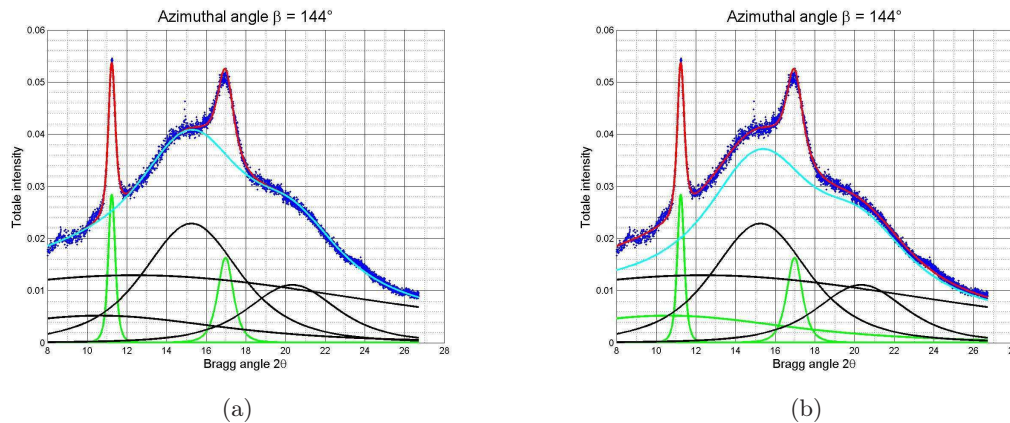 Azimuthal angle β = 144°
0.06
0.05
0.04
0.03
0.02
0.01
0
Totale intensity
8 10 12 14 16 18 20 22 24 26 28
Bragg angle 2θ
(a)
Azimuthal angle β = 144°
0.06
0.05
0.04
0.03
0.02
0.01
0
Totale intensity
8 10 12 14 16 18 20 22 24 26 28
Bragg angle 2θ
(b)